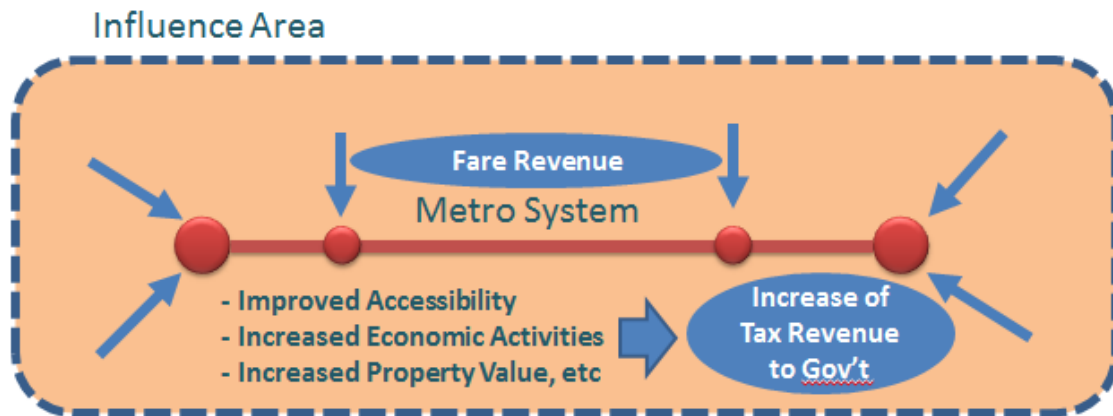 Influence Area
Fare Revenue
Metro System
- Improved Accessibility
- Increased Economic Activities
- Increased Property Value, etc
Increase of
Tax Revenue
to Gov't